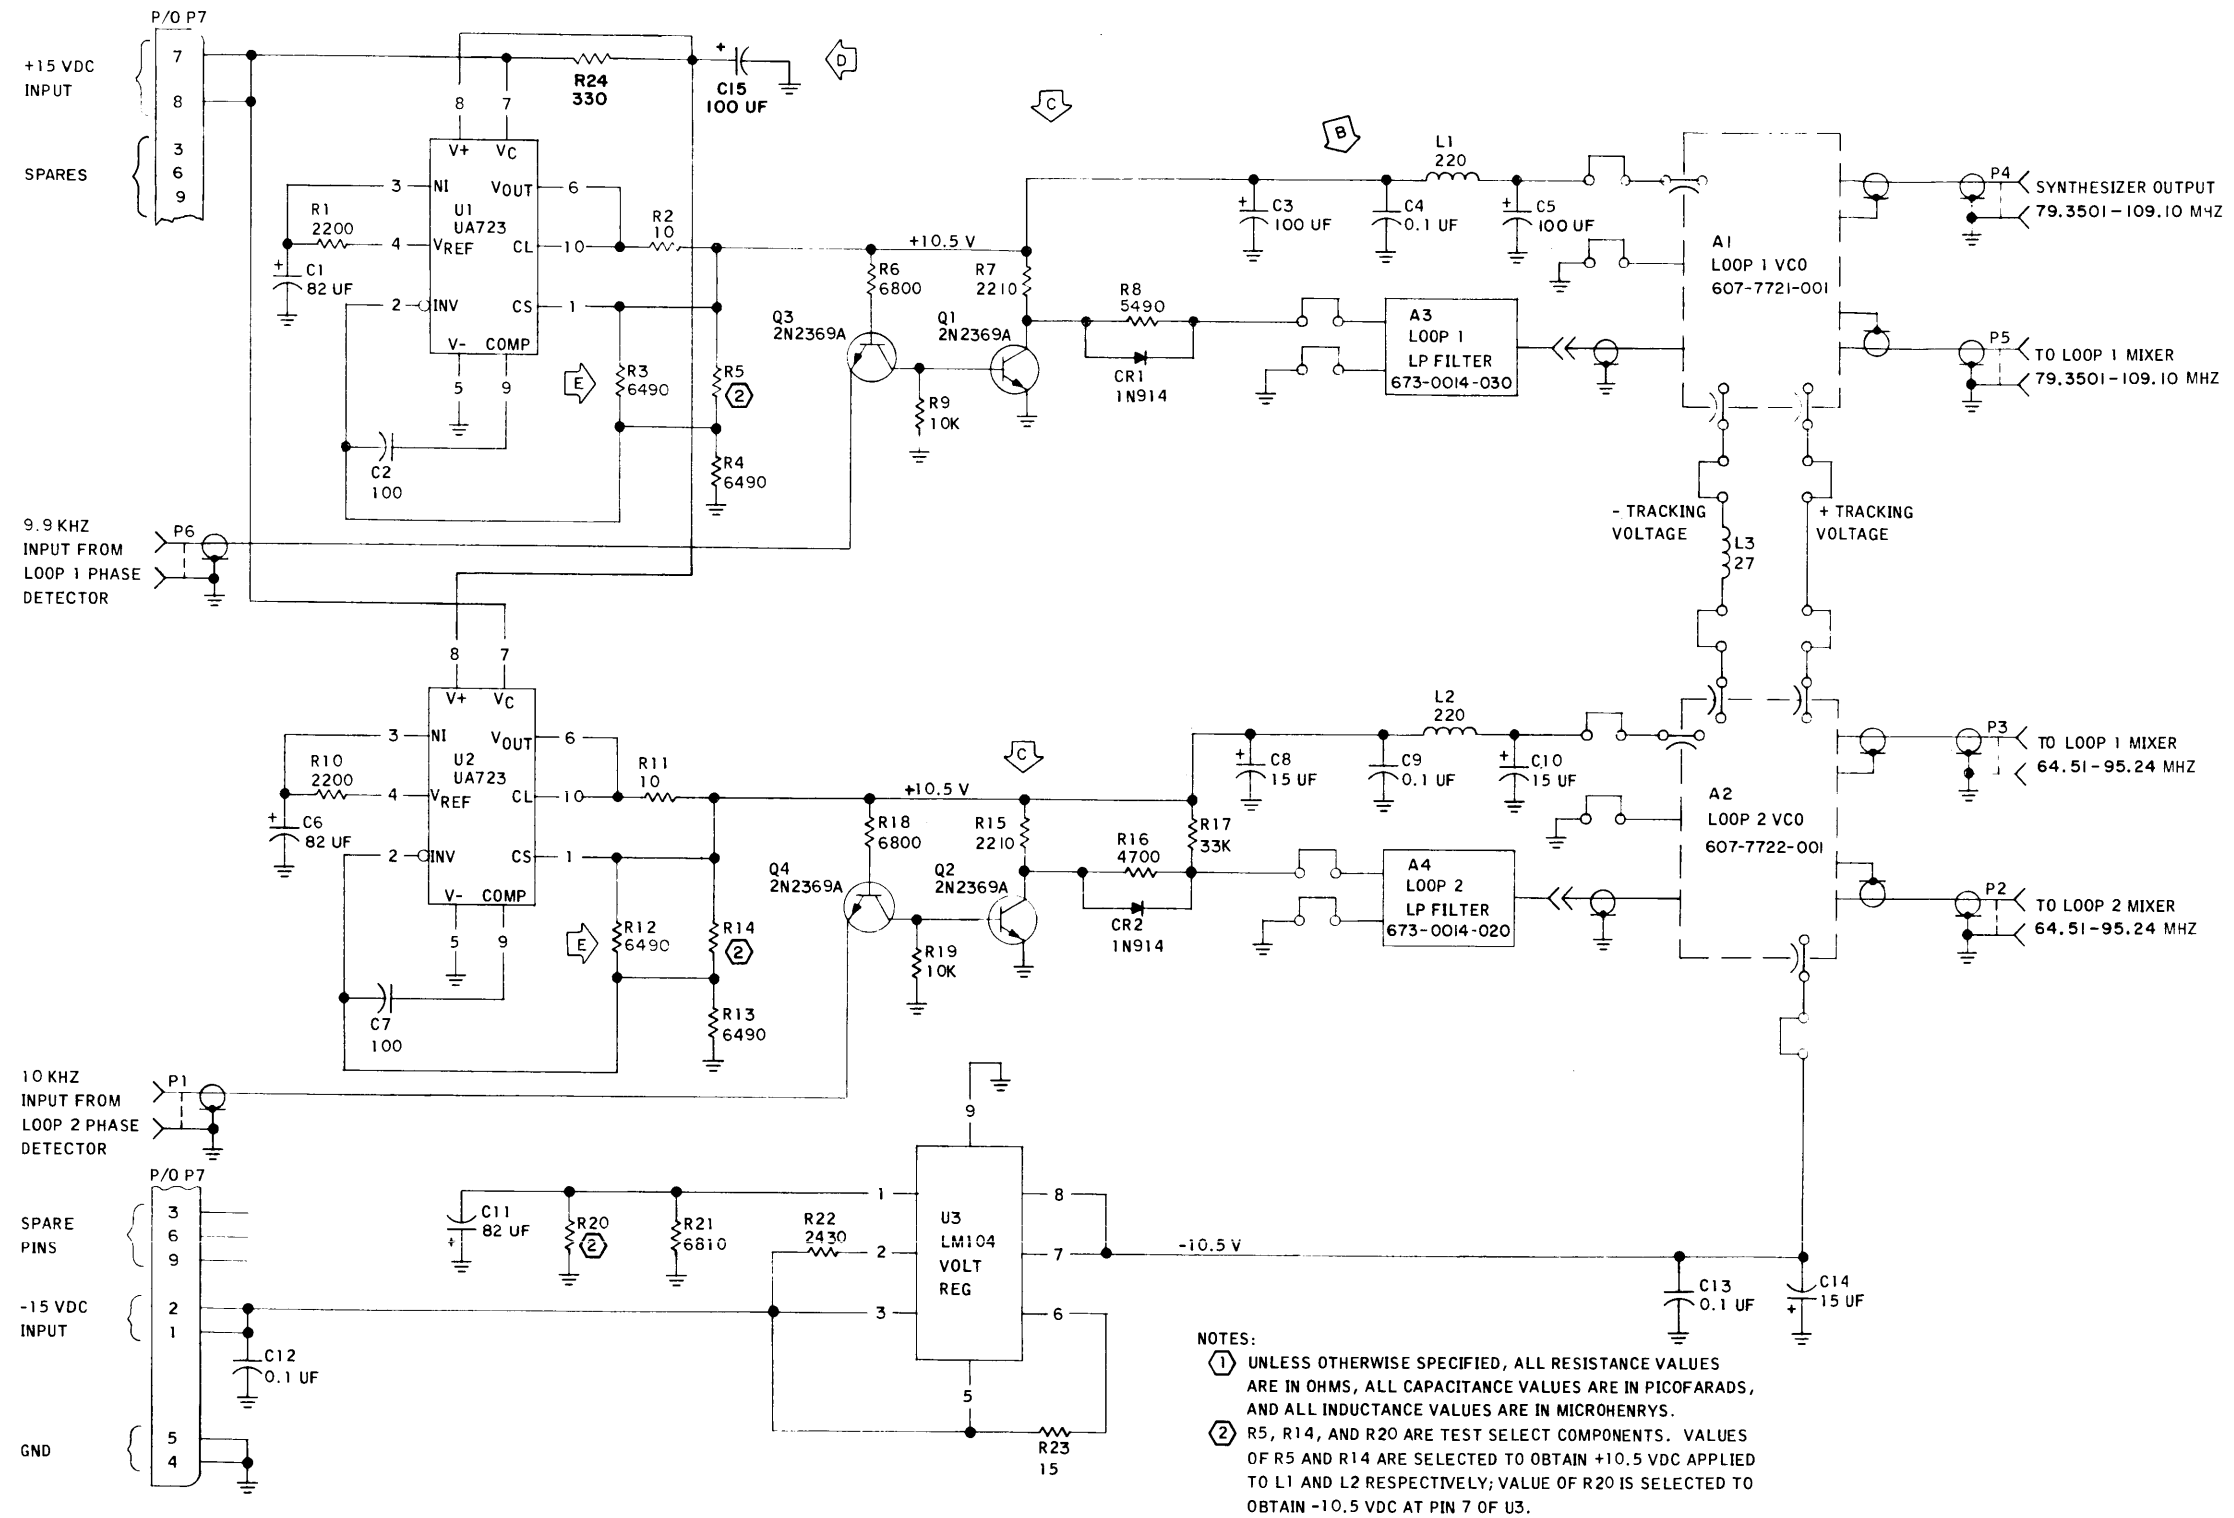 P/O P7
+15 VDC
INPUT
7
8
SPARES
3
6
9
R24
330
+
C15
100 UF
D
8
7
V+
VC
3
NI
VOUT
6
U1
UA723
R1
2200
4
VREF
CL
10
R2
10
+
C1
82 UF
2
INV
CS
1
V-
COMP
5
9
C2
100
E
R3
6490
R5
2
R4
6490
+10.5 V
R6
6800
Q3
2N2369A
R9
10K
Q1
2N2369A
R7
2210
C
R8
5490
CR1
1N914
B
+
C3
100 UF
C4
0.1 UF
L1
220
+
C5
100 UF
A3
LOOP 1
LP FILTER
673-0014-030
A1
LOOP 1 VCO
607-7721-001
P4
SYNTHESIZER OUTPUT
79.3501-109.10 MHZ
P5
TO LOOP 1 MIXER
79.3501-109.10 MHZ
- TRACKING
VOLTAGE
+ TRACKING
VOLTAGE
L3
27
9.9 KHZ
INPUT FROM
LOOP 1 PHASE
DETECTOR
P6
8
7
V+
VC
3
NI
VOUT
6
U2
UA723
R10
2200
4
VREF
CL
10
R11
10
+
C6
82 UF
2
INV
CS
1
V-
COMP
5
9
C7
100
E
R12
6490
R14
2
R13
6490
+10.5 V
R18
6800
Q4
2N2369A
R19
10K
Q2
2N2369A
R15
2210
C
R16
4700
CR2
1N914
R17
33K
+
C8
15 UF
C9
0.1 UF
L2
220
+
C10
15 UF
A4
LOOP 2
LP FILTER
673-0014-020
A2
LOOP 2 VCO
607-7722-001
P3
TO LOOP 1 MIXER
64.51-95.24 MHZ
P2
TO LOOP 2 MIXER
64.51-95.24 MHZ
10 KHZ
INPUT FROM
LOOP 2 PHASE
DETECTOR
P1
P/O P7
SPARE
PINS
3
6
9
-15 VDC
INPUT
2
1
C12
0.1 UF
GND
5
4
C11
82 UF
+
R20
2
R21
6810
R22
2430
9
1
2
3
U3
LM104
VOLT
REG
8
7
6
5
R23
15
-10.5 V
C13
0.1 UF
C14
15 UF
+
NOTES:
1 UNLESS OTHERWISE SPECIFIED, ALL RESISTANCE VALUES
ARE IN OHMS, ALL CAPACITANCE VALUES ARE IN PICOFARADS,
AND ALL INDUCTANCE VALUES ARE IN MICROHENRYS.
2 R5, R14, AND R20 ARE TEST SELECT COMPONENTS. VALUES
OF R5 AND R14 ARE SELECTED TO OBTAIN +10.5 VDC APPLIED
TO L1 AND L2 RESPECTIVELY; VALUE OF R20 IS SELECTED TO
OBTAIN -10.5 VDC AT PIN 7 OF U3.